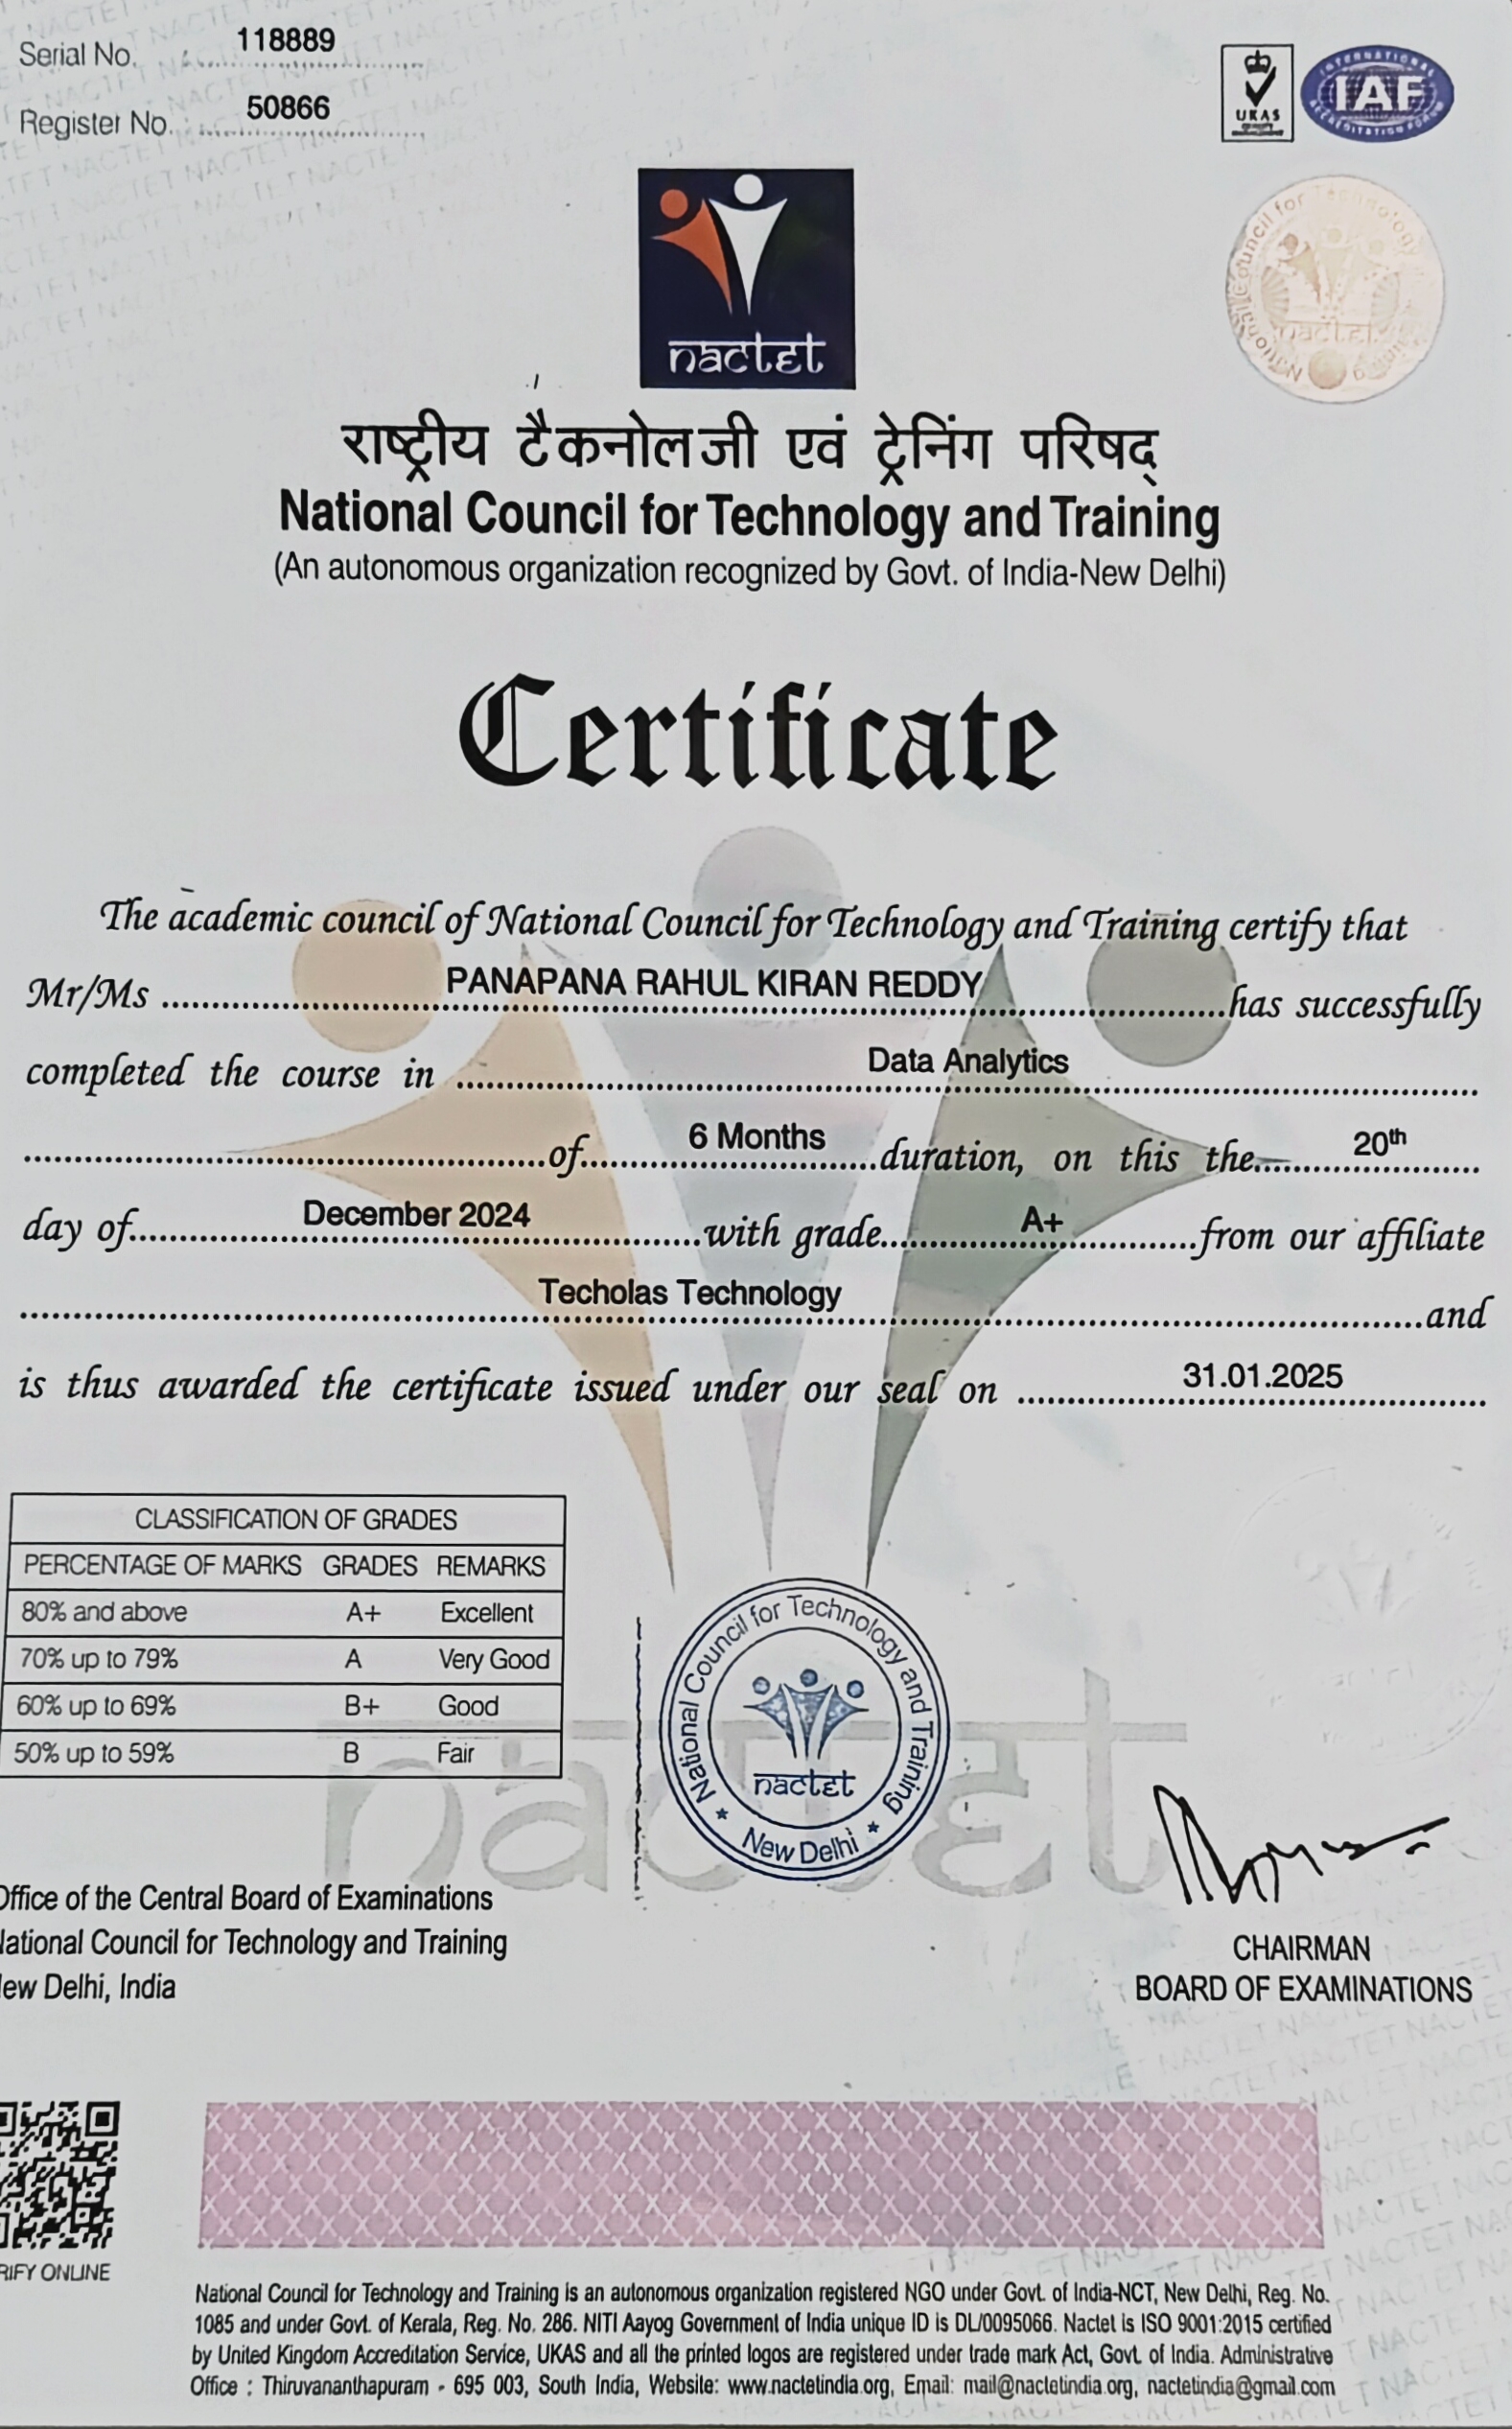 Serial No. : 118889
Register No. : 50866
UKAS
INTERNATIONAL
IAF
ACCREDITATION FORUM
nactet
National Council for Technology
nactet
राष्ट्रीय टैकनोलजी एवं ट्रेनिंग परिषद्
National Council for Technology and Training
(An autonomous organization recognized by Govt. of India-New Delhi)
Certificate
The academic council of National Council for Technology and Training certify that
Mr/Ms PANAPANA RAHUL KIRAN REDDY has successfully
completed the course in Data Analytics
of 6 Months duration, on this the 20th
day of December 2024 with grade A+ from our affiliate
Techolas Technology and
is thus awarded the certificate issued under our seal on 31.01.2025
CLASSIFICATION OF GRADES
PERCENTAGE OF MARKS GRADES REMARKS
80% and above A+ Excellent
70% up to 79% A Very Good
60% up to 69% B+ Good
50% up to 59% B Fair
National Council for Technology and Training
nactet
New Delhi
nactet
Office of the Central Board of Examinations
National Council for Technology and Training
New Delhi, India
CHAIRMAN
BOARD OF EXAMINATIONS
RIFY ONLINE
National Council for Technology and Training is an autonomous organization registered NGO under Govt. of India-NCT, New Delhi, Reg. No.
1085 and under Govt. of Kerala, Reg. No. 286. NITI Aayog Government of India unique ID is DL/0095066. Nactet is ISO 9001:2015 certified
by United Kingdom Accreditation Service, UKAS and all the printed logos are registered under trade mark Act, Govt. of India. Administrative
Office : Thiruvananthapuram - 695 003, South India, Website: www.nactetindia.org, Email: mail@nactetindia.org, nactetindia@gmail.com